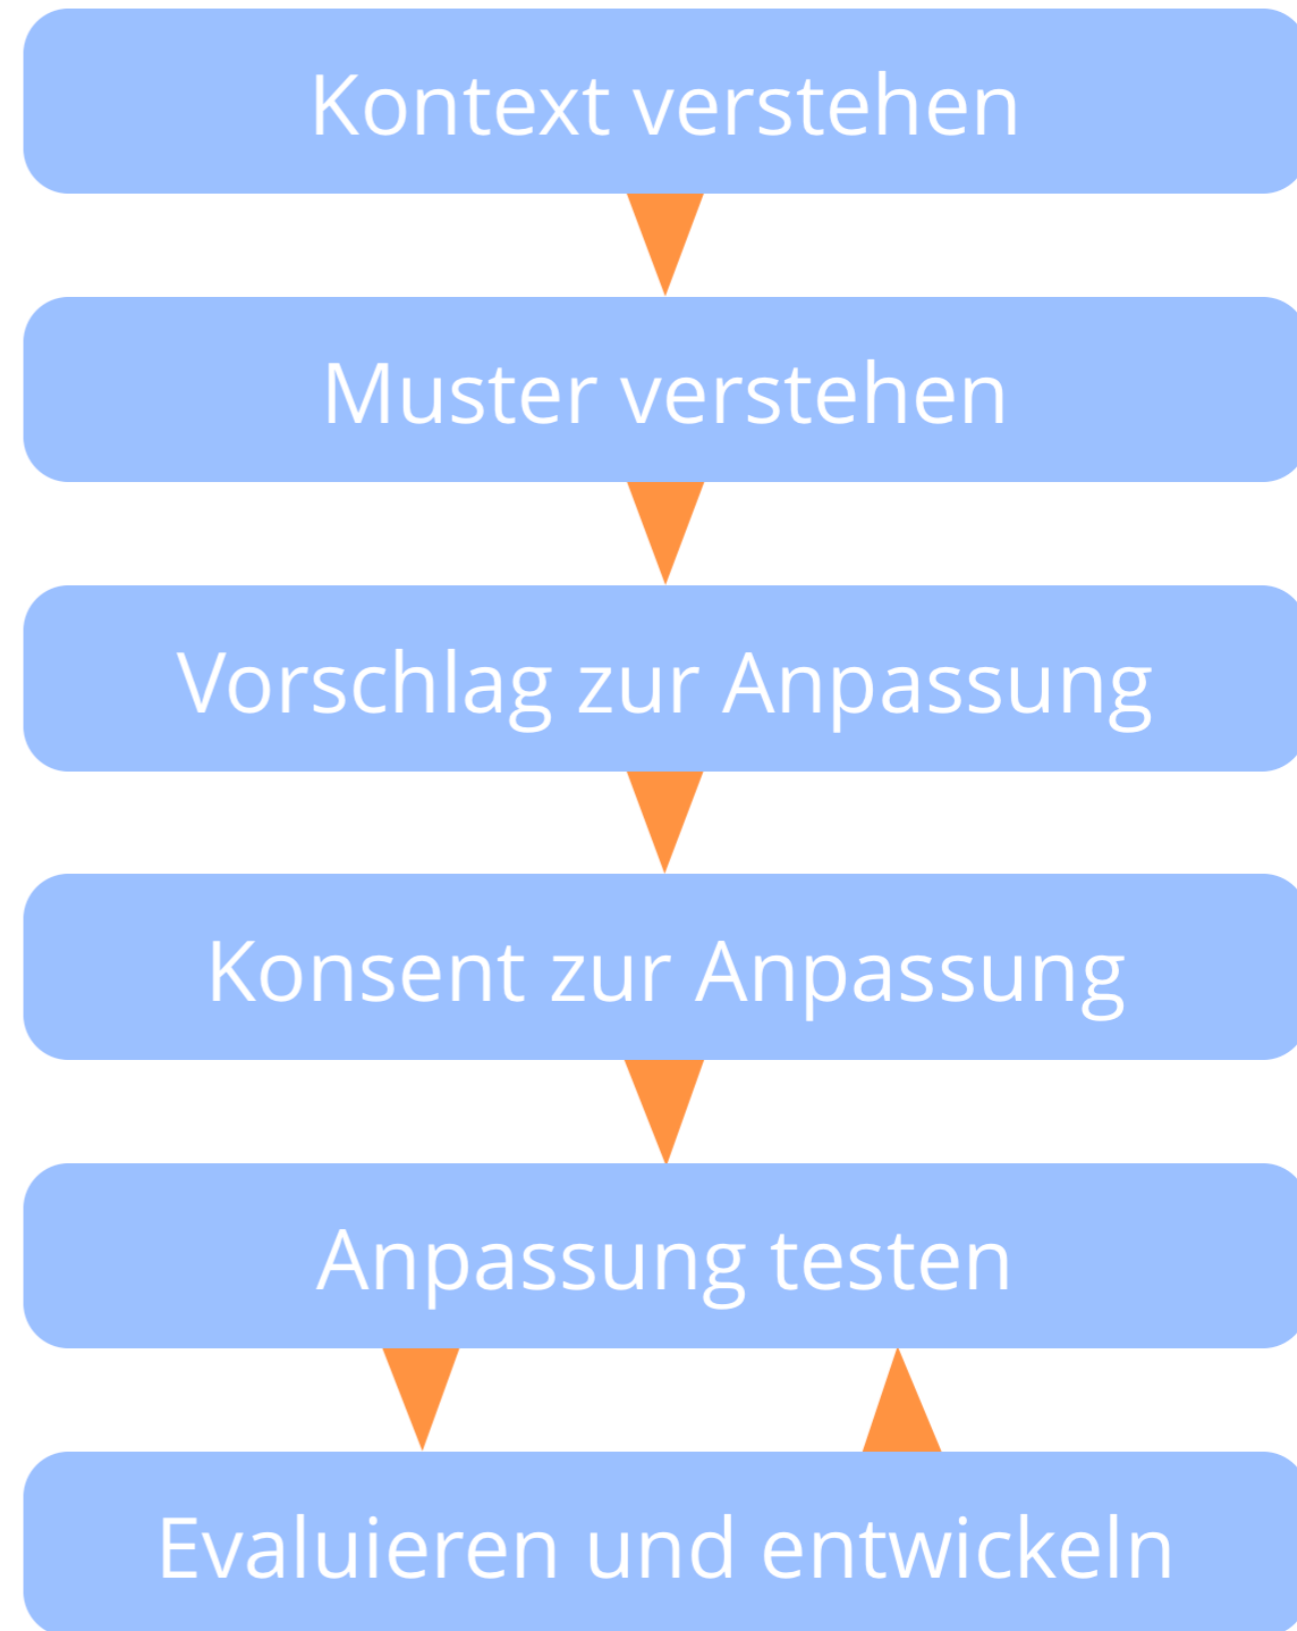 Kontext verstehen
Muster verstehen
Vorschlag zur Anpassung
Konsent zur Anpassung
Anpassung testen
Evaluieren und entwickeln